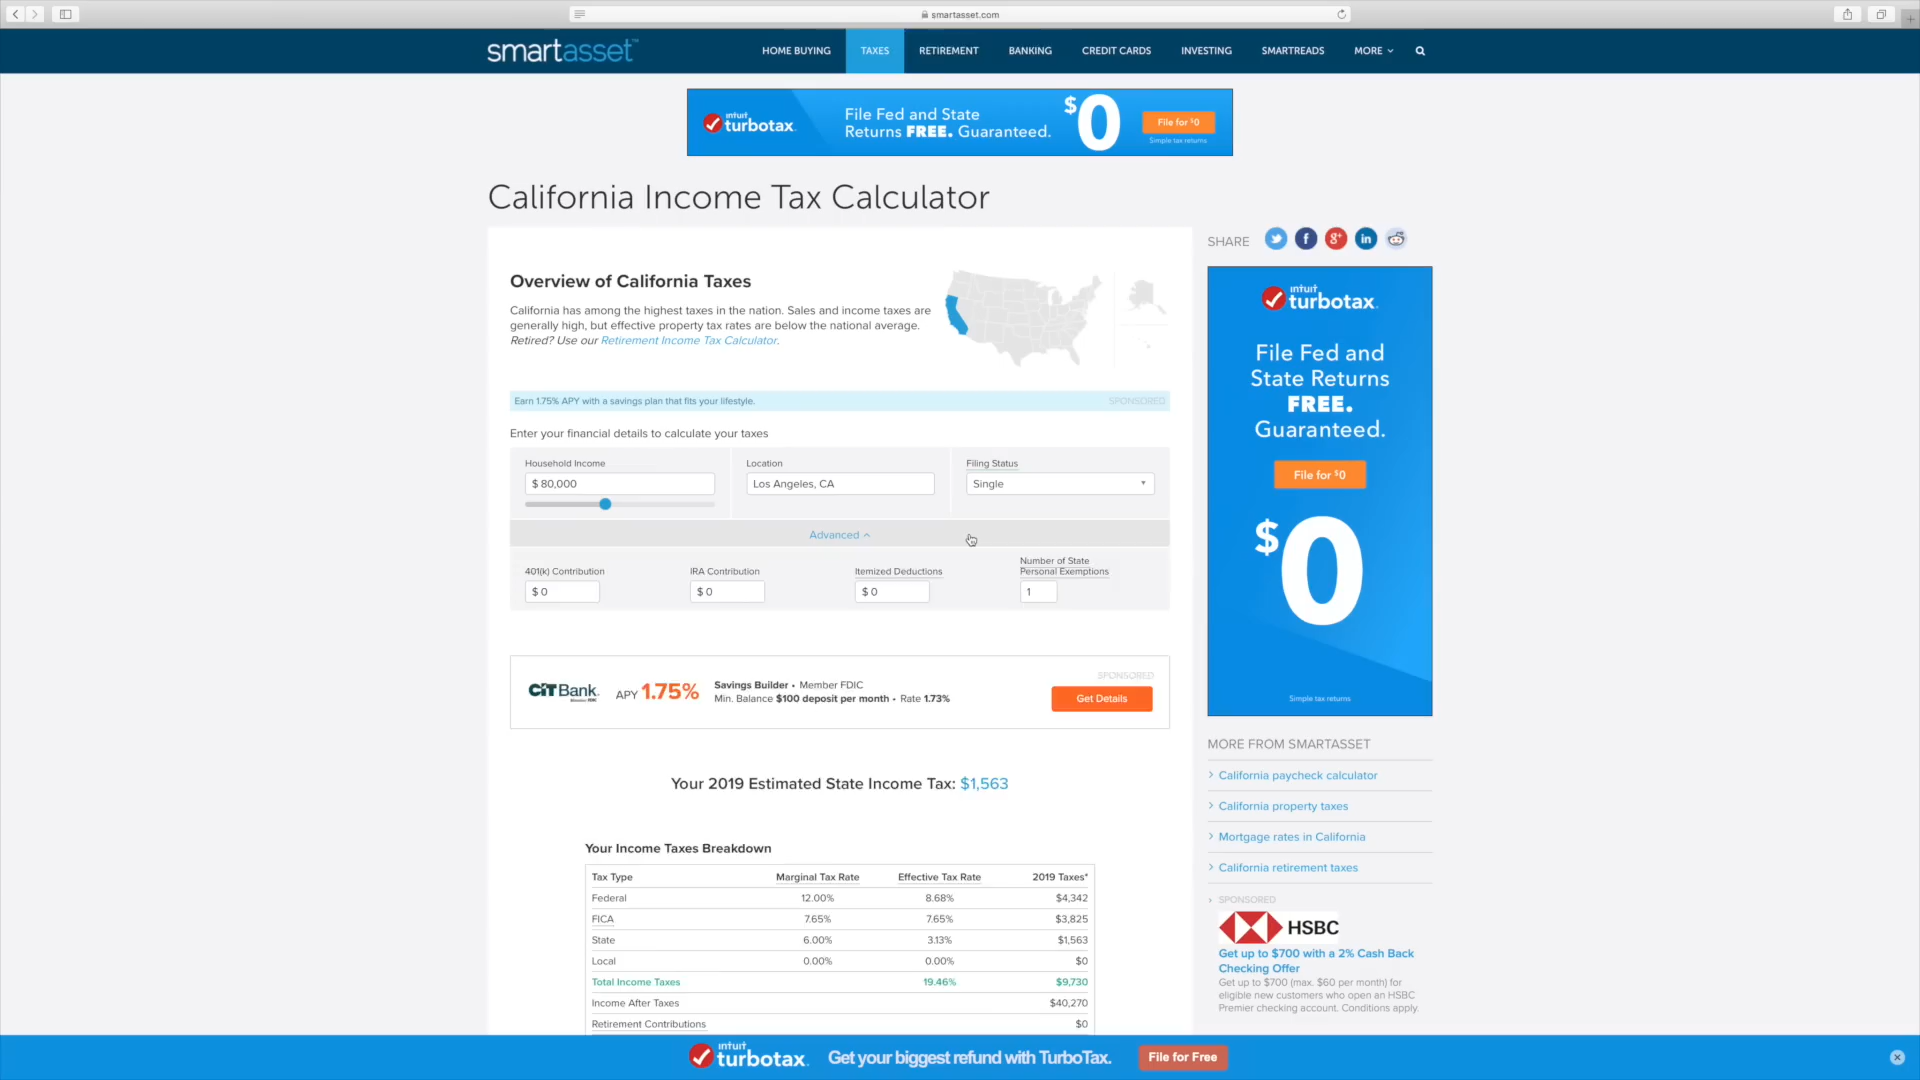 smartasset.com
smartasset™
HOME BUYING
TAXES
RETIREMENT
BANKING
CREDIT CARDS
INVESTING
SMARTREADS
MORE
intuit
turbotax.
File Fed and State
Returns FREE. Guaranteed.
$0
File for $0
Simple tax returns
California Income Tax Calculator
SHARE
Overview of California Taxes
California has among the highest taxes in the nation. Sales and income taxes are
generally high, but effective property tax rates are below the national average.
Retired? Use our Retirement Income Tax Calculator.
Earn 1.75% APY with a savings plan that fits your lifestyle.
SPONSORED
Enter your financial details to calculate your taxes
Household Income
$ 80,000
Location
Los Angeles, CA
Filing Status
Single
Advanced
401(k) Contribution
$ 0
IRA Contribution
$ 0
Itemized Deductions
$ 0
Number of State
Personal Exemptions
1
SPONSORED
CIT Bank.
Member FDIC
APY 1.75%
Savings Builder • Member FDIC
Min. Balance $100 deposit per month • Rate 1.73%
Get Details
Your 2019 Estimated State Income Tax: $1,563
Your Income Taxes Breakdown
Tax Type Marginal Tax Rate Effective Tax Rate 2019 Taxes*
Federal 12.00% 8.68% $4,342
FICA 7.65% 7.65% $3,825
State 6.00% 3.13% $1,563
Local 0.00% 0.00% $0
Total Income Taxes 19.46% $9,730
Income After Taxes $40,270
Retirement Contributions $0
intuit
turbotax.
File Fed and
State Returns
FREE.
Guaranteed.
File for $0
$0
Simple tax returns
MORE FROM SMARTASSET
California paycheck calculator
California property taxes
Mortgage rates in California
California retirement taxes
SPONSORED
HSBC
Get up to $700 with a 2% Cash Back
Checking Offer
Get up to $700 (max. $60 per month) for
eligible new customers who open an HSBC
Premier checking account. Conditions apply.
intuit
turbotax.
Get your biggest refund with TurboTax.
File for Free